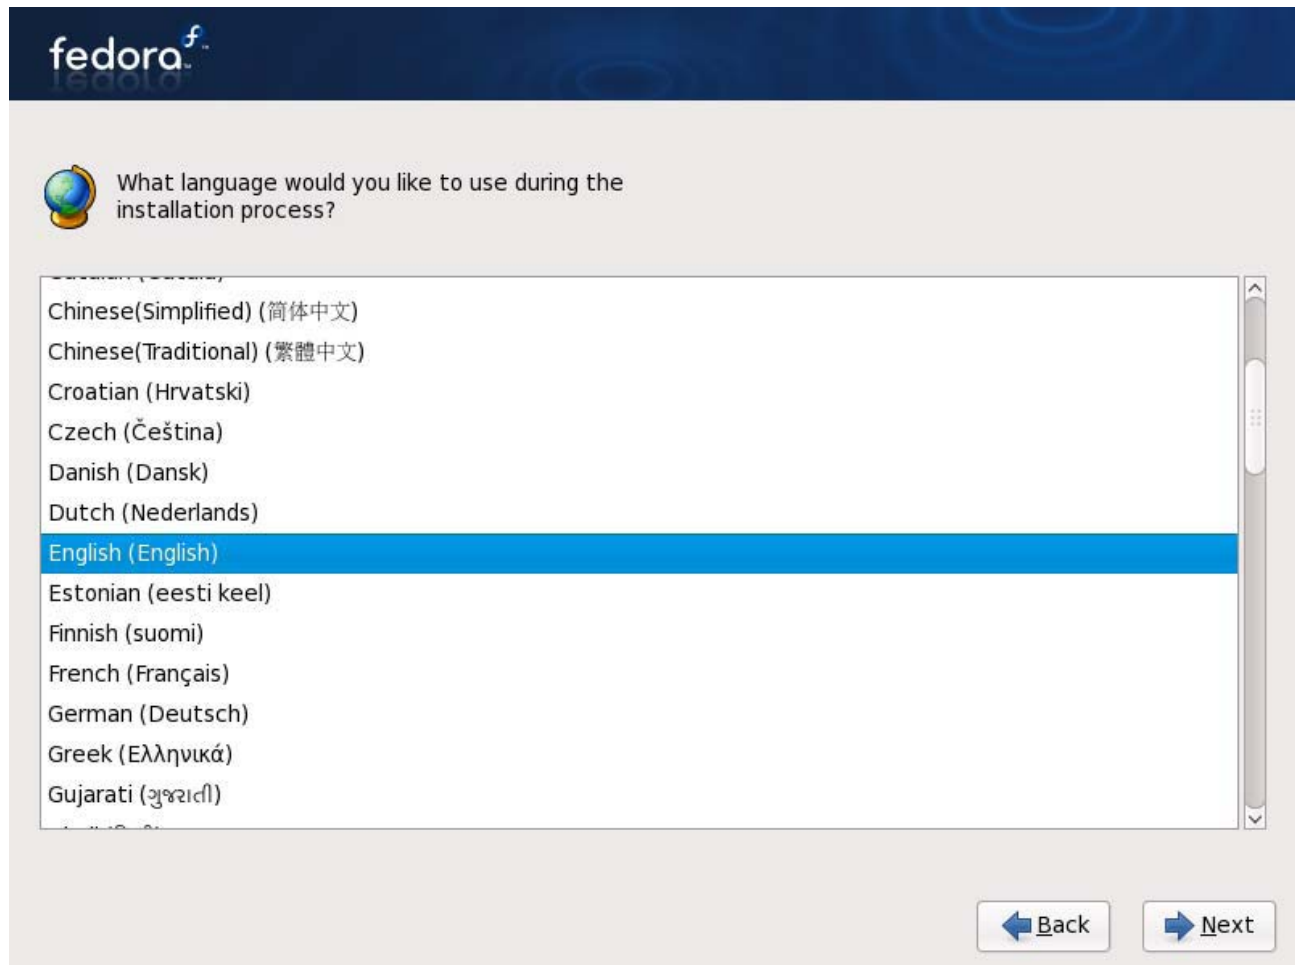 fedora
What language would you like to use during the
installation process?
Chinese(Simplified) (简体中文)
Chinese(Traditional) (繁體中文)
Croatian (Hrvatski)
Czech (Čeština)
Danish (Dansk)
Dutch (Nederlands)
English (English)
Estonian (eesti keel)
Finnish (suomi)
French (Français)
German (Deutsch)
Greek (Ελληνικά)
Gujarati (ગુજરાતી)
Back
Next